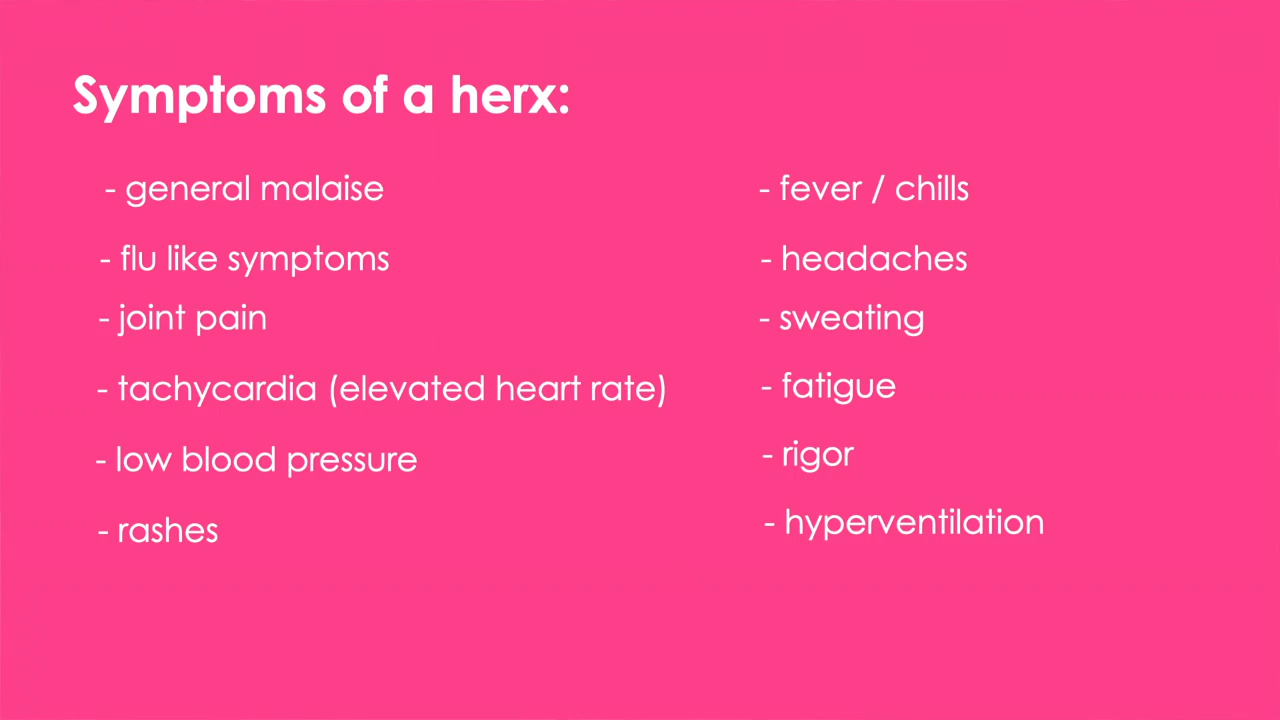 Symptoms of a herx:
- general malaise
- flu like symptoms
- joint pain
- tachycardia (elevated heart rate)
- low blood pressure
- rashes
- fever / chills
- headaches
- sweating
- fatigue
- rigor
- hyperventilation